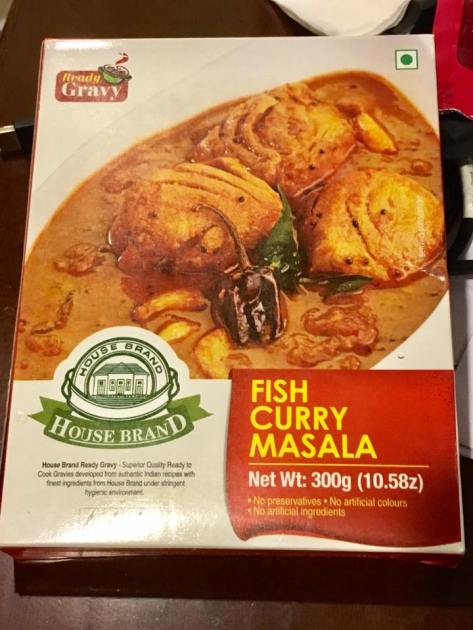 Ready
Gravy
HOUSE BRAND
HOUSE BRAND
House Brand Ready Gravy - Superior Quality Ready to
Cook Gravies developed from authentic Indian recipes with
finest ingredients from House Brand under stringent
hygienic environment.
FISH
CURRY
MASALA
Net Wt: 300g (10.58z)
• No preservatives • No artificial colours
• No artificial ingredients